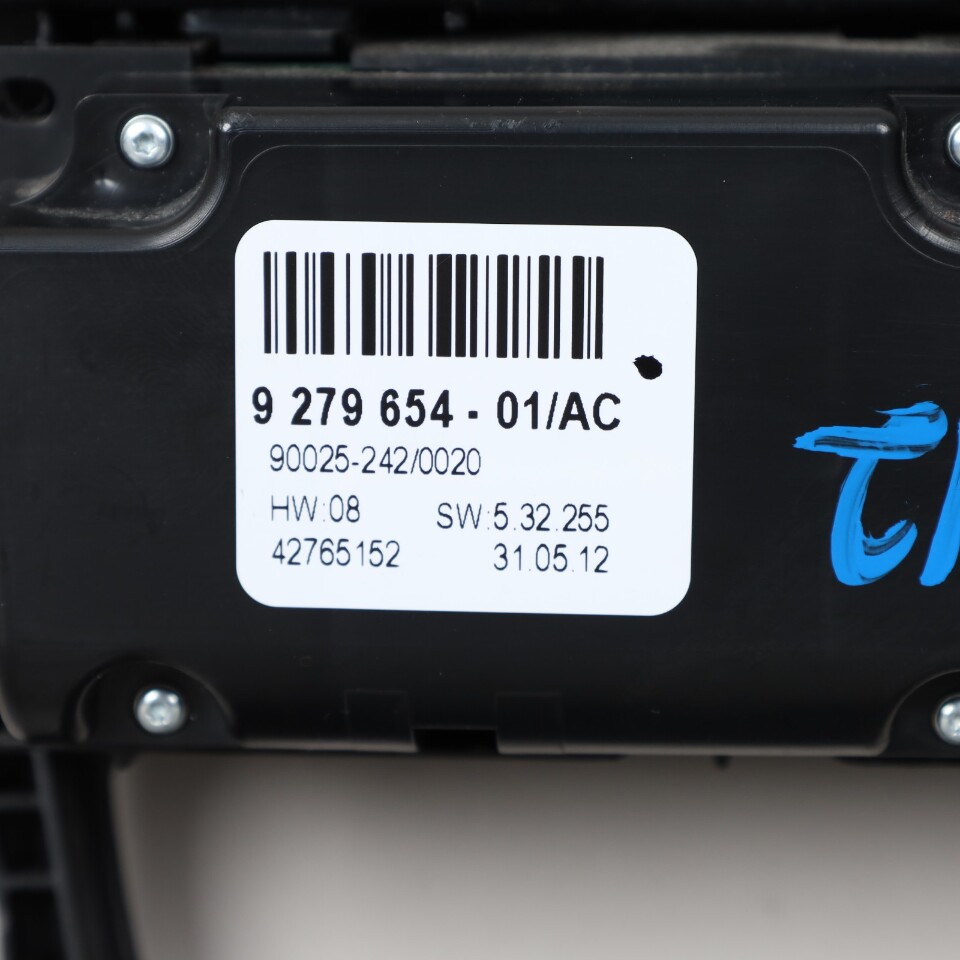 9 279 654 - 01/AC
90025-242/0020
HW:08 SW:5.32.255
42765152 31.05.12